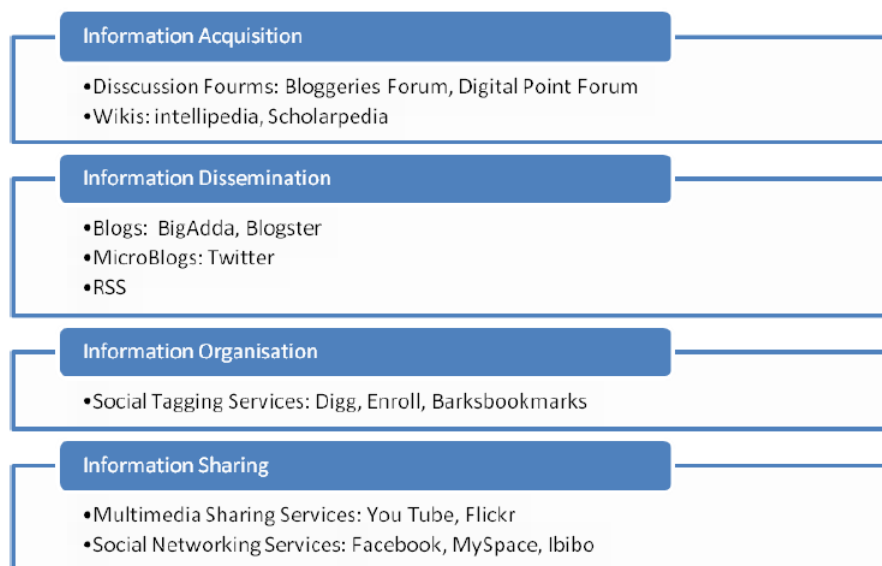 Information Acquisition
•Disscussion Fourms: Bloggeries Forum, Digital Point Forum
•Wikis: intellipedia, Scholarpedia
Information Dissemination
•Blogs: BigAdda, Blogster
•MicroBlogs: Twitter
•RSS
Information Organisation
•Social Tagging Services: Digg, Enroll, Barksbookmarks
Information Sharing
•Multimedia Sharing Services: You Tube, Flickr
•Social Networking Services: Facebook, MySpace, Ibibo